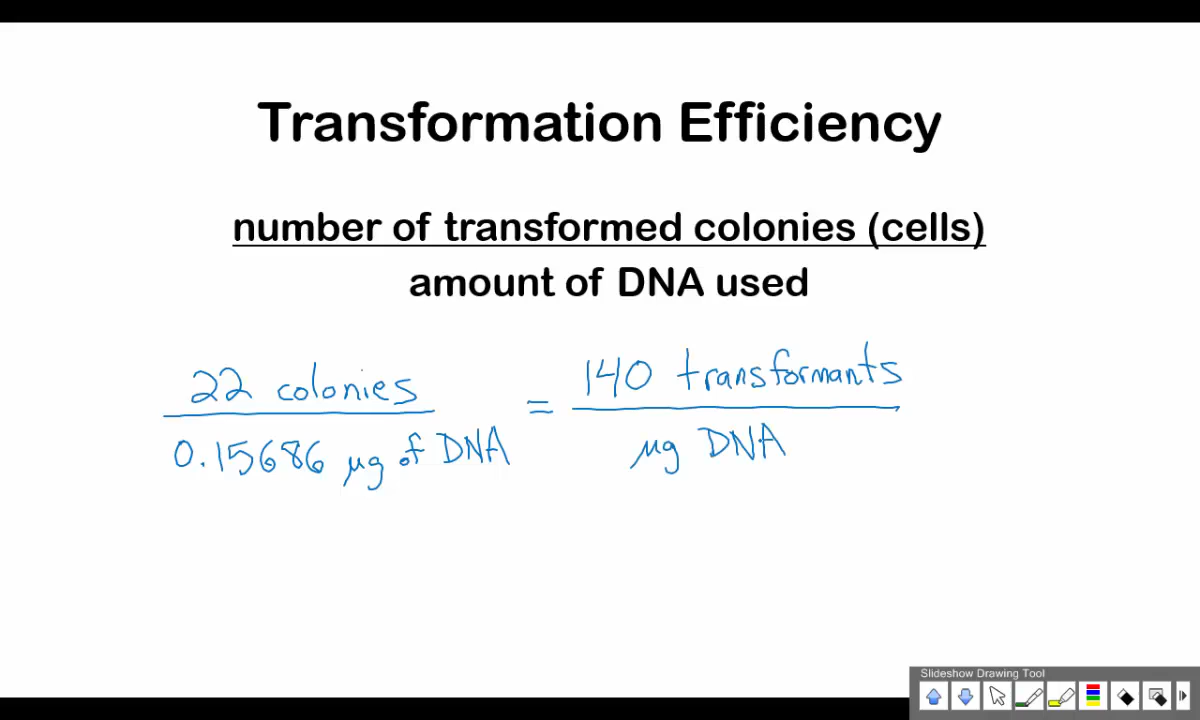 Transformation Efficiency
number of transformed colonies (cells)
amount of DNA used
22 colonies
0.15686 µg of DNA
=
140 transformants
µg DNA
Slideshow Drawing Tool